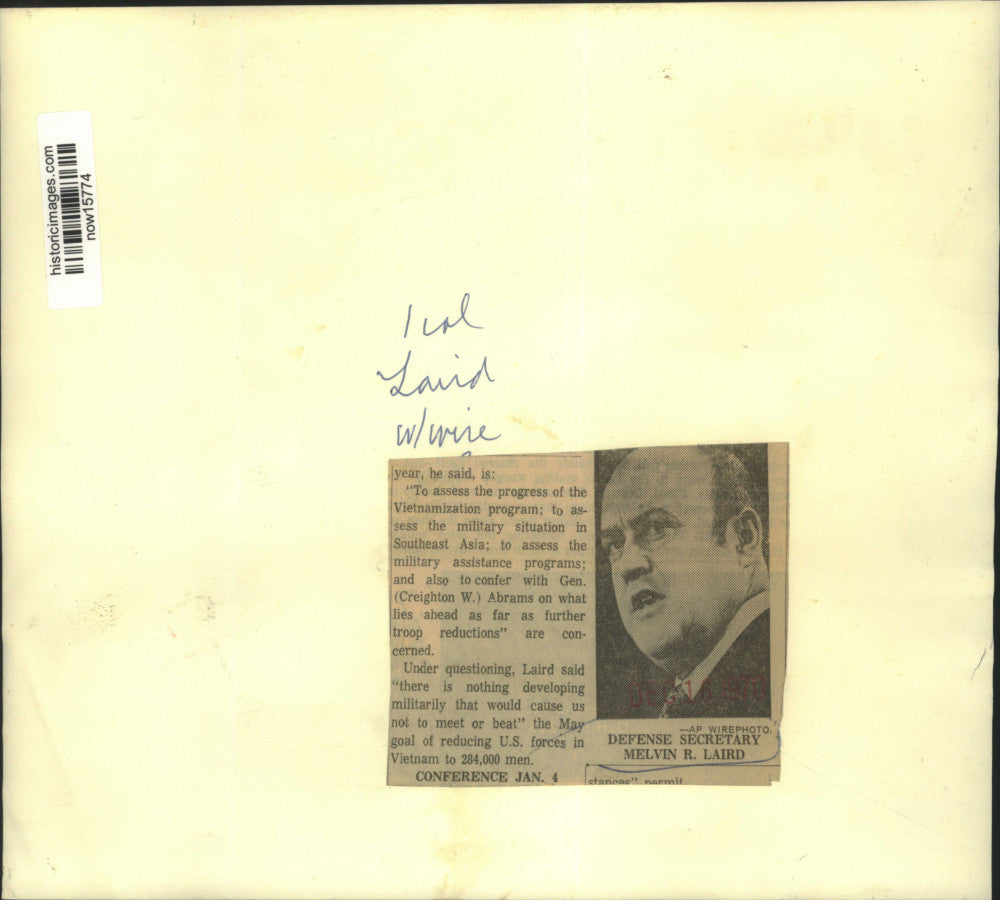 historicimages.com
now15774
1 col
Laird
w/wire
year, he said, is:
"To assess the progress of the
Vietnamization program; to as-
sess the military situation in
Southeast Asia; to assess the
military assistance programs;
and also to confer with Gen.
(Creighton W.) Abrams on what
lies ahead as far as further
troop reductions" are con-
cerned.
Under questioning, Laird said
"there is nothing developing
militarily that would cause us
not to meet or beat" the May
goal of reducing U.S. forces in
Vietnam to 284,000 men.
CONFERENCE JAN. 4
—AP WIREPHOTO.
DEFENSE SECRETARY
MELVIN R. LAIRD
stances" permit